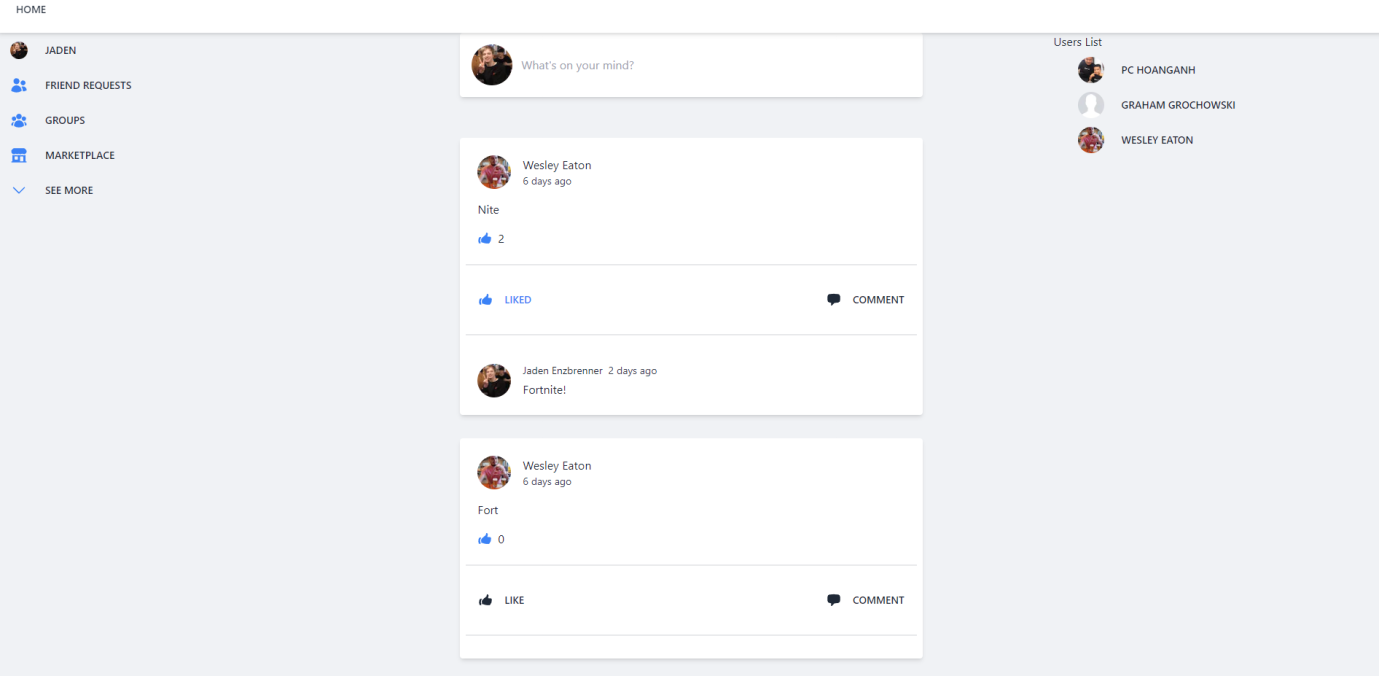 HOME
JADEN
FRIEND REQUESTS
GROUPS
MARKETPLACE
SEE MORE
What's on your mind?
Wesley Eaton
6 days ago
Nite
2
LIKED
COMMENT
Jaden Enzbrenner 2 days ago
Fortnite!
Wesley Eaton
6 days ago
Fort
0
LIKE
COMMENT
Users List
PC HOANGANH
GRAHAM GROCHOWSKI
WESLEY EATON